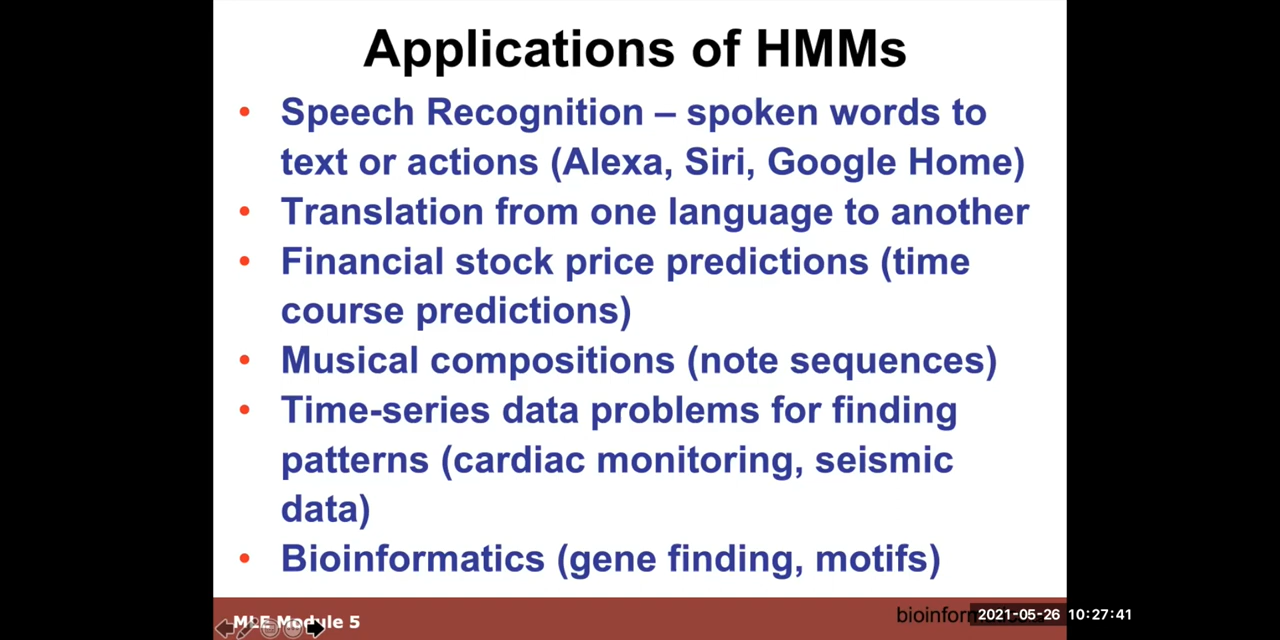 Applications of HMMs
• Speech Recognition – spoken words to
text or actions (Alexa, Siri, Google Home)
• Translation from one language to another
• Financial stock price predictions (time
course predictions)
• Musical compositions (note sequences)
• Time-series data problems for finding
patterns (cardiac monitoring, seismic
data)
• Bioinformatics (gene finding, motifs)
MLE Module 5
2021-05-26 10:27:41